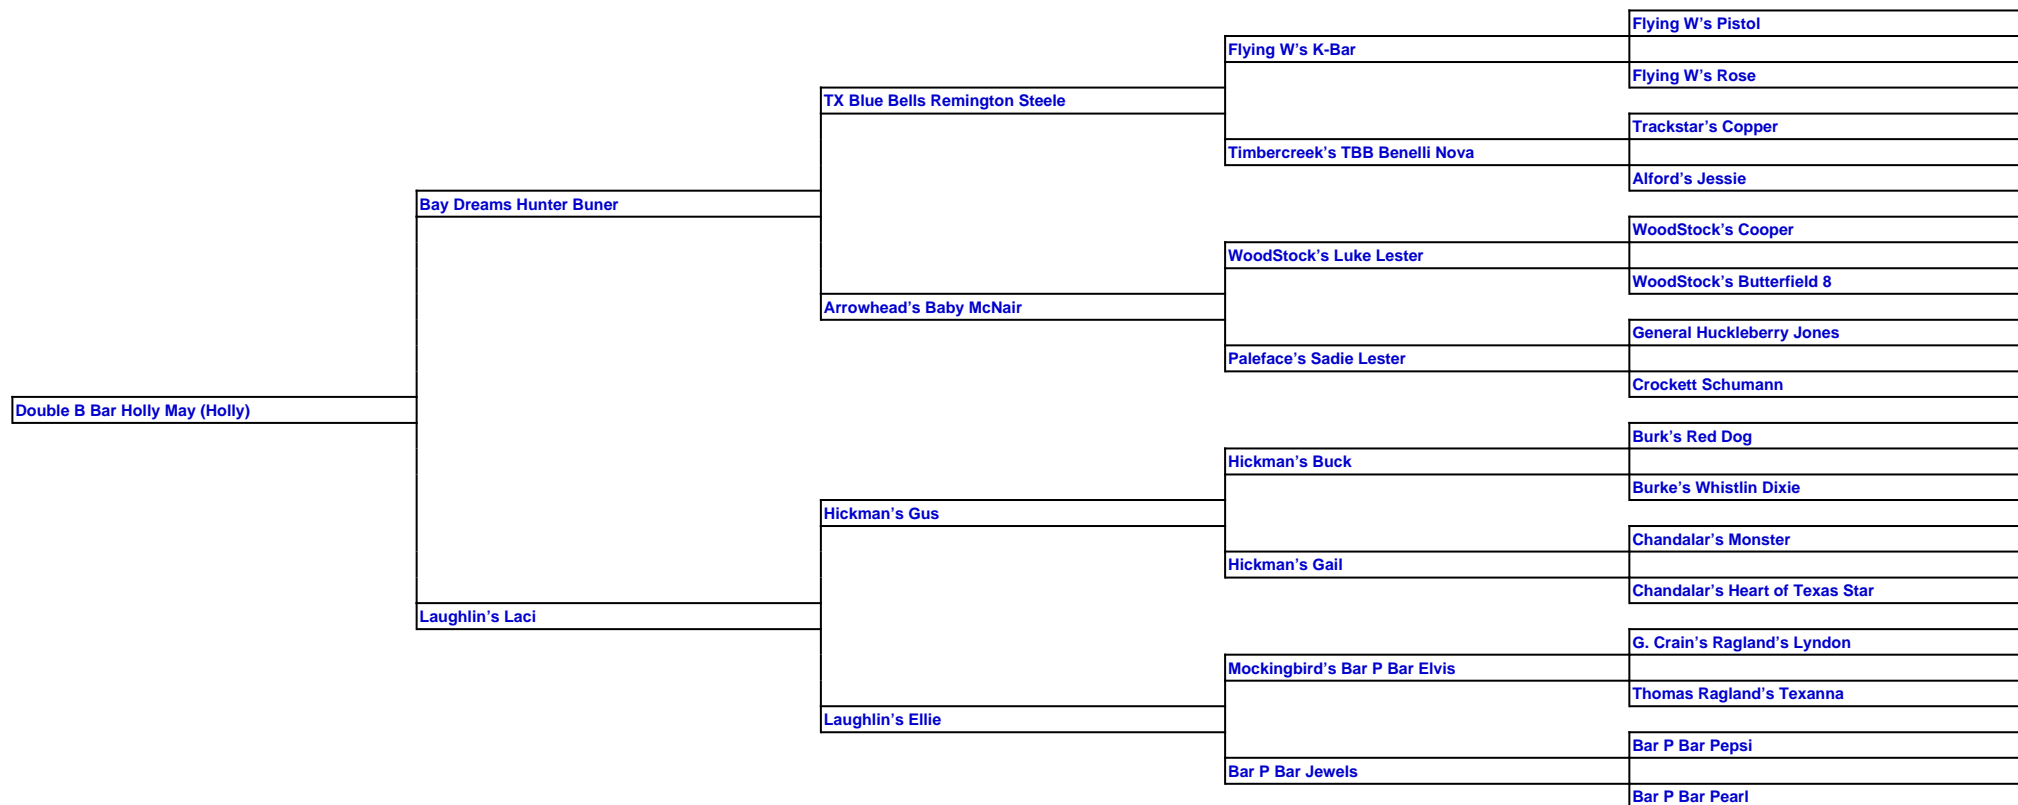 Flying W’s Pistol
Flying W’s K-Bar
Flying W’s Rose
TX Blue Bells Remington Steele
Trackstar’s Copper
Timbercreek’s TBB Benelli Nova
Alford’s Jessie
Bay Dreams Hunter Buner
WoodStock’s Cooper
WoodStock’s Luke Lester
WoodStock’s Butterfield 8
Arrowhead’s Baby McNair
General Huckleberry Jones
Paleface’s Sadie Lester
Crockett Schumann
Double B Bar Holly May (Holly)
Burk’s Red Dog
Hickman’s Buck
Burke’s Whistlin Dixie
Hickman’s Gus
Chandalar’s Monster
Hickman’s Gail
Chandalar’s Heart of Texas Star
Laughlin’s Laci
G. Crain’s Ragland’s Lyndon
Mockingbird’s Bar P Bar Elvis
Thomas Ragland’s Texanna
Laughlin’s Ellie
Bar P Bar Pepsi
Bar P Bar Jewels
Bar P Bar Pearl